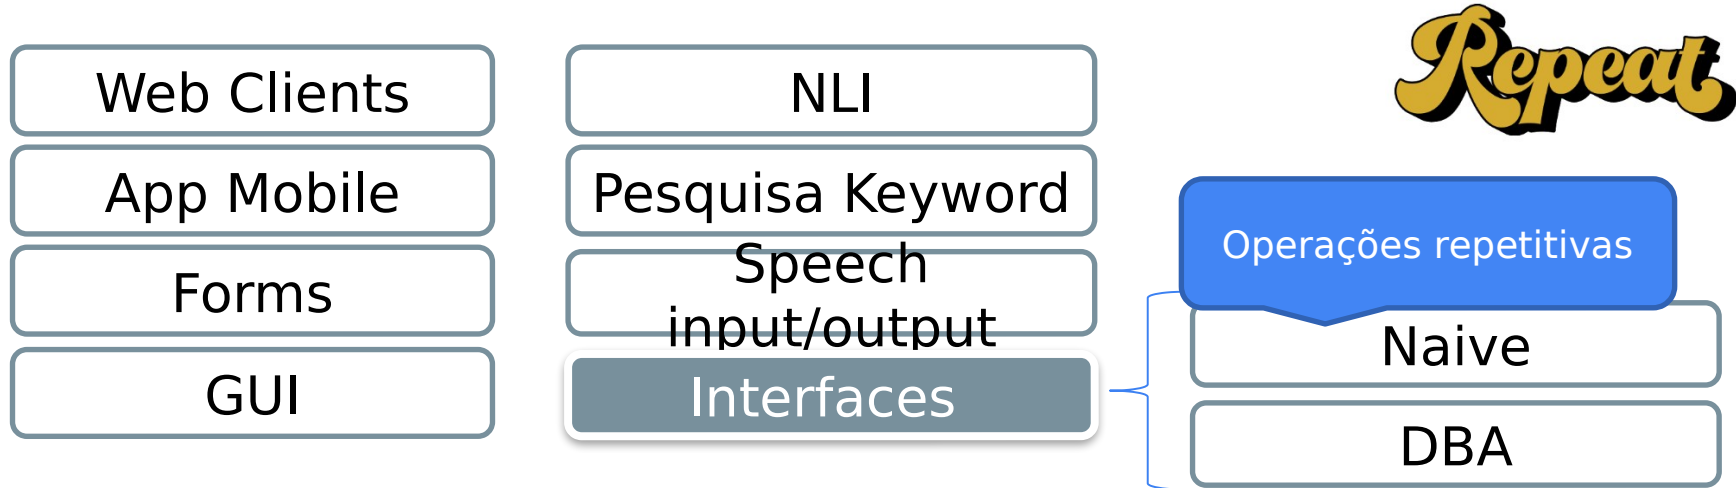 Web Clients
App Mobile
Forms
GUI
NLI
Pesquisa Keyword
Speech
input/output
Interfaces
Repeat
Operações repetitivas
Naive
DBA